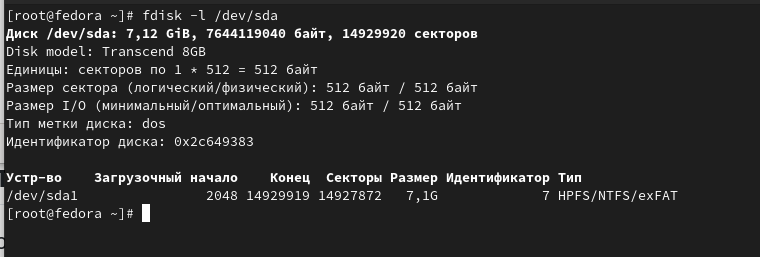 [root@fedora ~]# fdisk -l /dev/sda
Диск /dev/sda: 7,12 GiB, 7644119040 байт, 14929920 секторов
Disk model: Transcend 8GB
Единицы: секторов по 1 * 512 = 512 байт
Размер сектора (логический/физический): 512 байт / 512 байт
Размер I/O (минимальный/оптимальный): 512 байт / 512 байт
Тип метки диска: dos
Идентификатор диска: 0x2c649383
Устр-во    Загрузочный начало    Конец  Секторы Размер Идентификатор Тип
/dev/sda1                 2048 14929919 14927872   7,1G             7 HPFS/NTFS/exFAT
[root@fedora ~]#